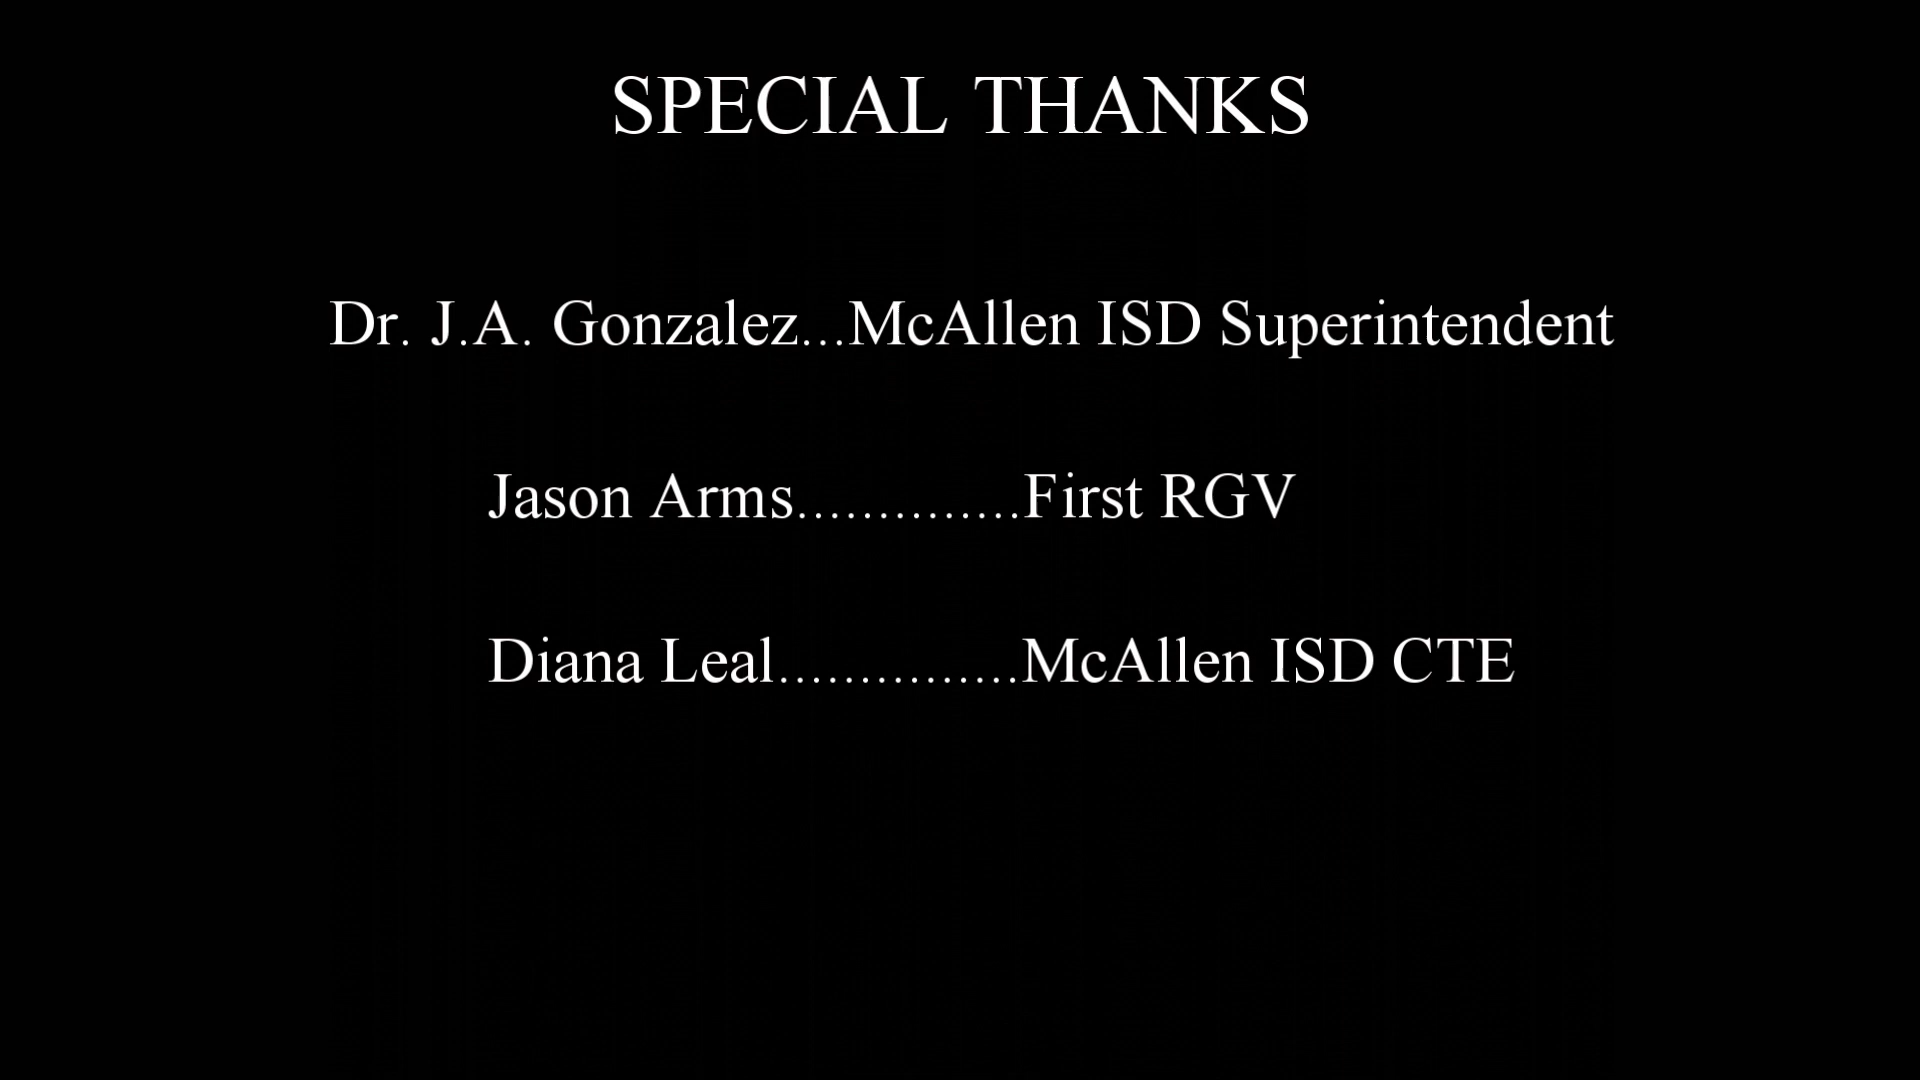 SPECIAL THANKS
Dr. J.A. Gonzalez...McAllen ISD Superintendent
Jason Arms..............First RGV
Diana Leal...............McAllen ISD CTE